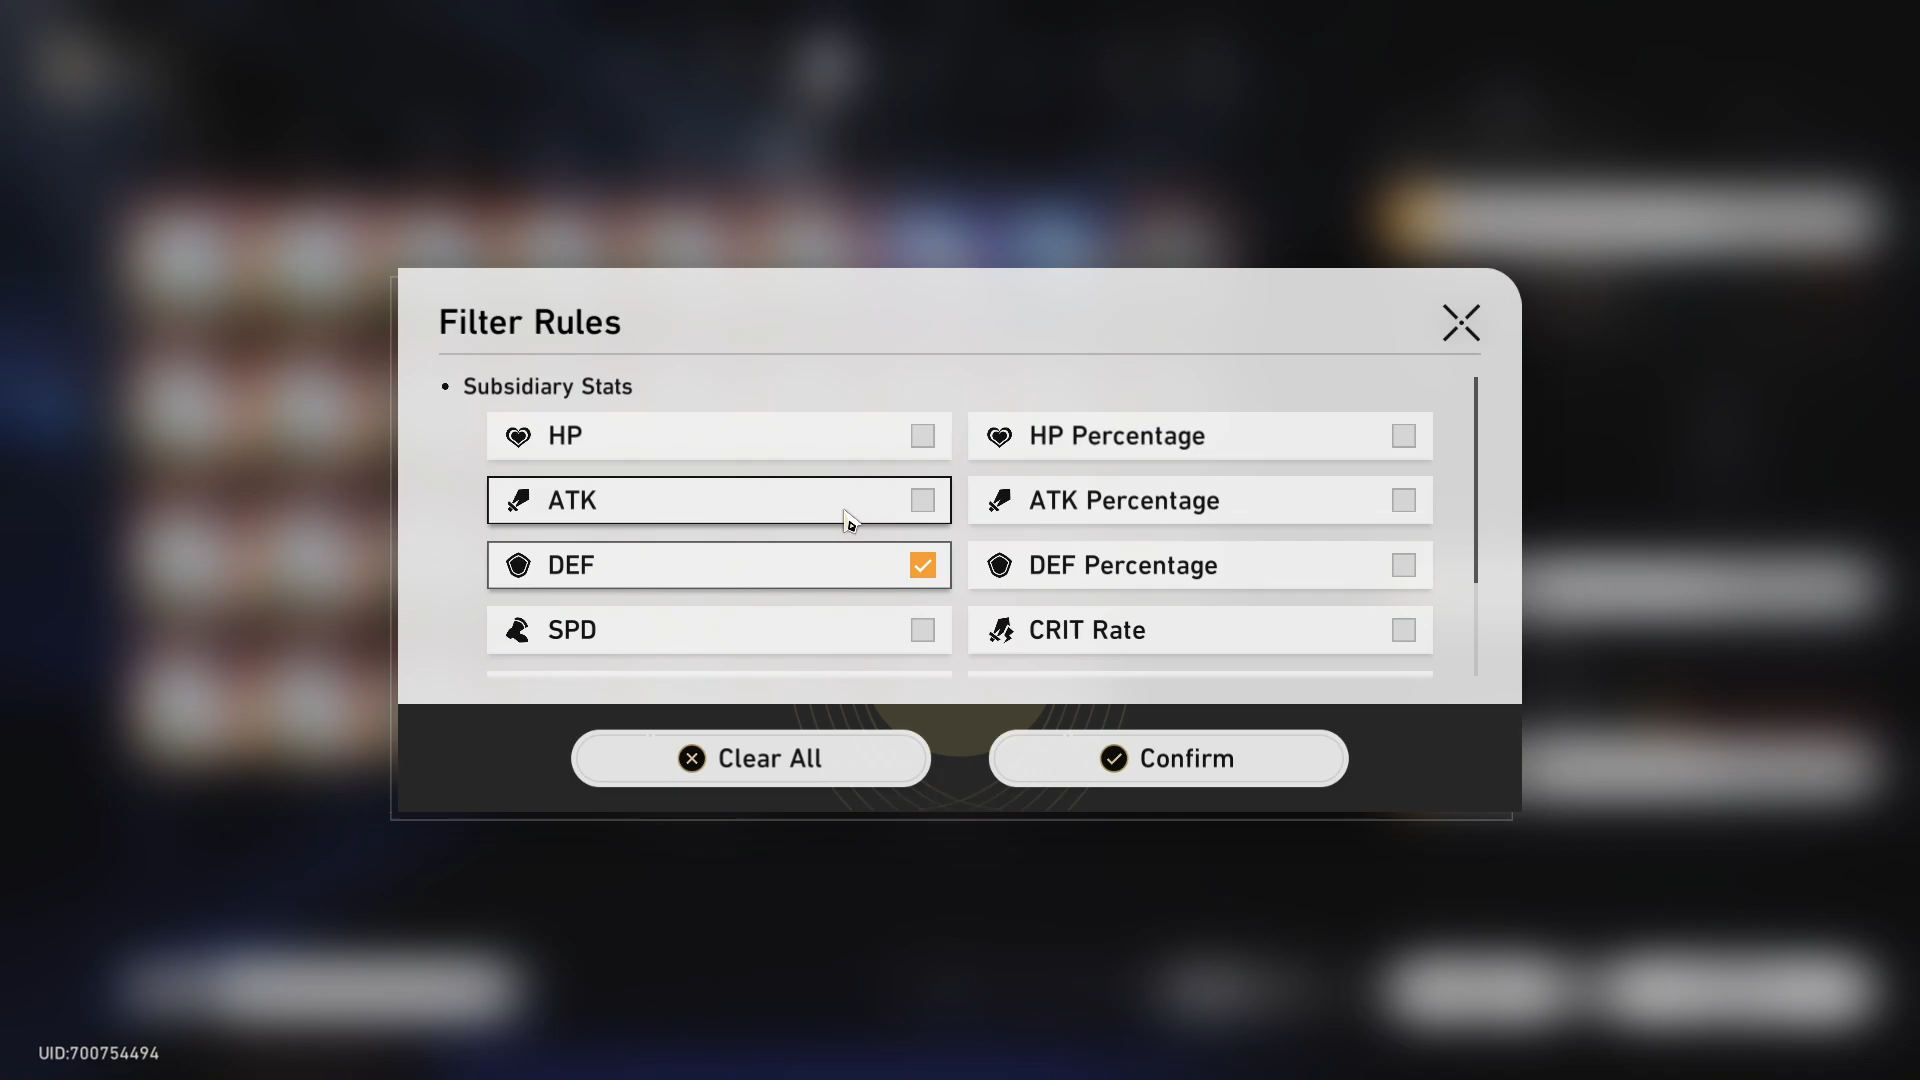 Filter Rules
• Subsidiary Stats
HP
HP Percentage
ATK
ATK Percentage
DEF
DEF Percentage
SPD
CRIT Rate
Clear All
Confirm
UID:700754494